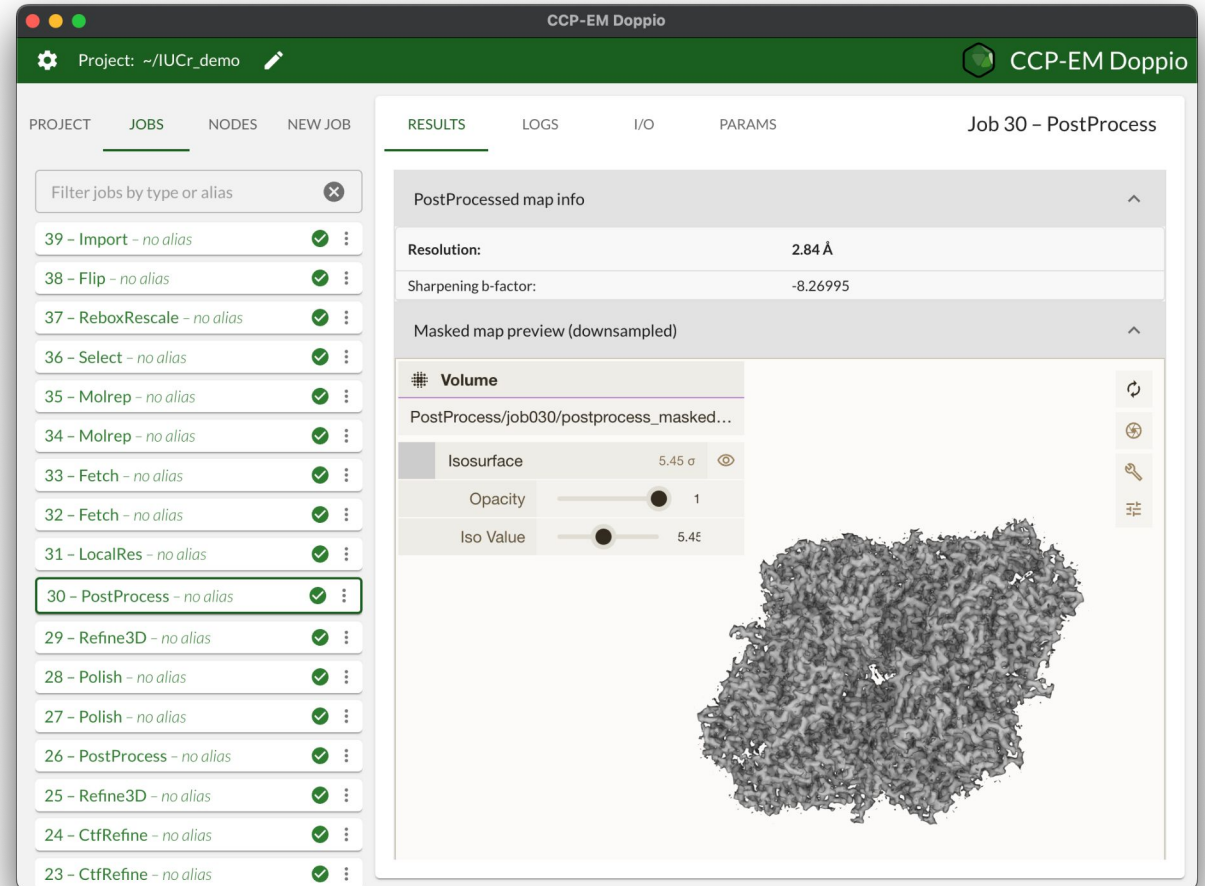 CCP-EM Doppio
Project: ~/IUCr_demo
CCP-EM Doppio
PROJECT JOBS NODES NEW JOB
Filter jobs by type or alias
39 – Import – no alias
38 – Flip – no alias
37 – ReboxRescale – no alias
36 – Select – no alias
35 – Molrep – no alias
34 – Molrep – no alias
33 – Fetch – no alias
32 – Fetch – no alias
31 – LocalRes – no alias
30 – PostProcess – no alias
29 – Refine3D – no alias
28 – Polish – no alias
27 – Polish – no alias
26 – PostProcess – no alias
25 – Refine3D – no alias
24 – CtfRefine – no alias
23 – CtfRefine – no alias
RESULTS LOGS I/O PARAMS
Job 30 – PostProcess
PostProcessed map info
Resolution: 2.84 Å
Sharpening b-factor: -8.26995
Masked map preview (downsampled)
Volume
PostProcess/job030/postprocess_masked...
Isosurface 5.45 σ
Opacity 1
Iso Value 5.45